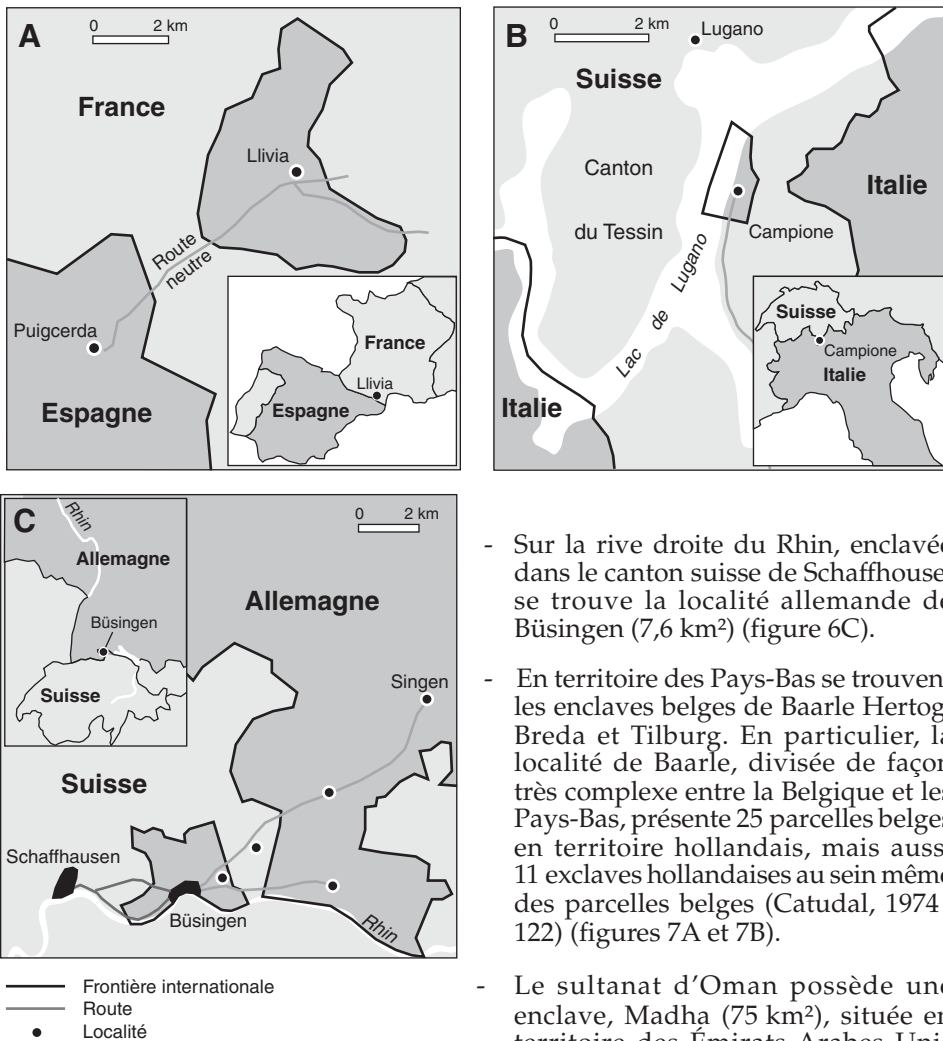 A
0 2 km
France
Llivia
Route
neutre
Puigcerda
Espagne
France
Llivia
Espagne
B
0 2 km
Lugano
Suisse
Canton
du Tessin
Italie
Campione
Lac de Lugano
Italie
Suisse
Campione
Italie
C
0 2 km
Rhin
Allemagne
Büsingen
Suisse
Allemagne
Singen
Suisse
Schaffhausen
Büsingen
Rhin
Frontière internationale
Route
Localité
- Sur la rive droite du Rhin, enclavée
dans le canton suisse de Schaffhouse
se trouve la localité allemande de
Büsingen (7,6 km²) (figure 6C).
- En territoire des Pays-Bas se trouven
les enclaves belges de Baarle Hertog
Breda et Tilburg. En particulier, la
localité de Baarle, divisée de façon
très complexe entre la Belgique et les
Pays-Bas, présente 25 parcelles belges
en territoire hollandais, mais aussi
11 exclaves hollandaises au sein même
des parcelles belges (Catudal, 1974
122) (figures 7A et 7B).
- Le sultanat d'Oman possède une
enclave, Madha (75 km²), située en
territoire des Émirats Arabes Unis